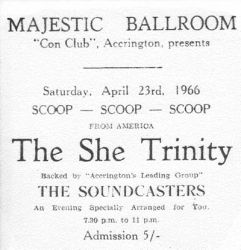 MAJESTIC BALLROOM
"Con Club", Accrington, presents
Saturday, April 23rd, 1966
SCOOP — SCOOP — SCOOP
FROM AMERICA
The She Trinity
Backed by "Accrington's Leading Group"
THE SOUNDCASTERS
An Evening Specially Arranged for You.
7.30 p.m. to 11 p.m.
Admission 5/-